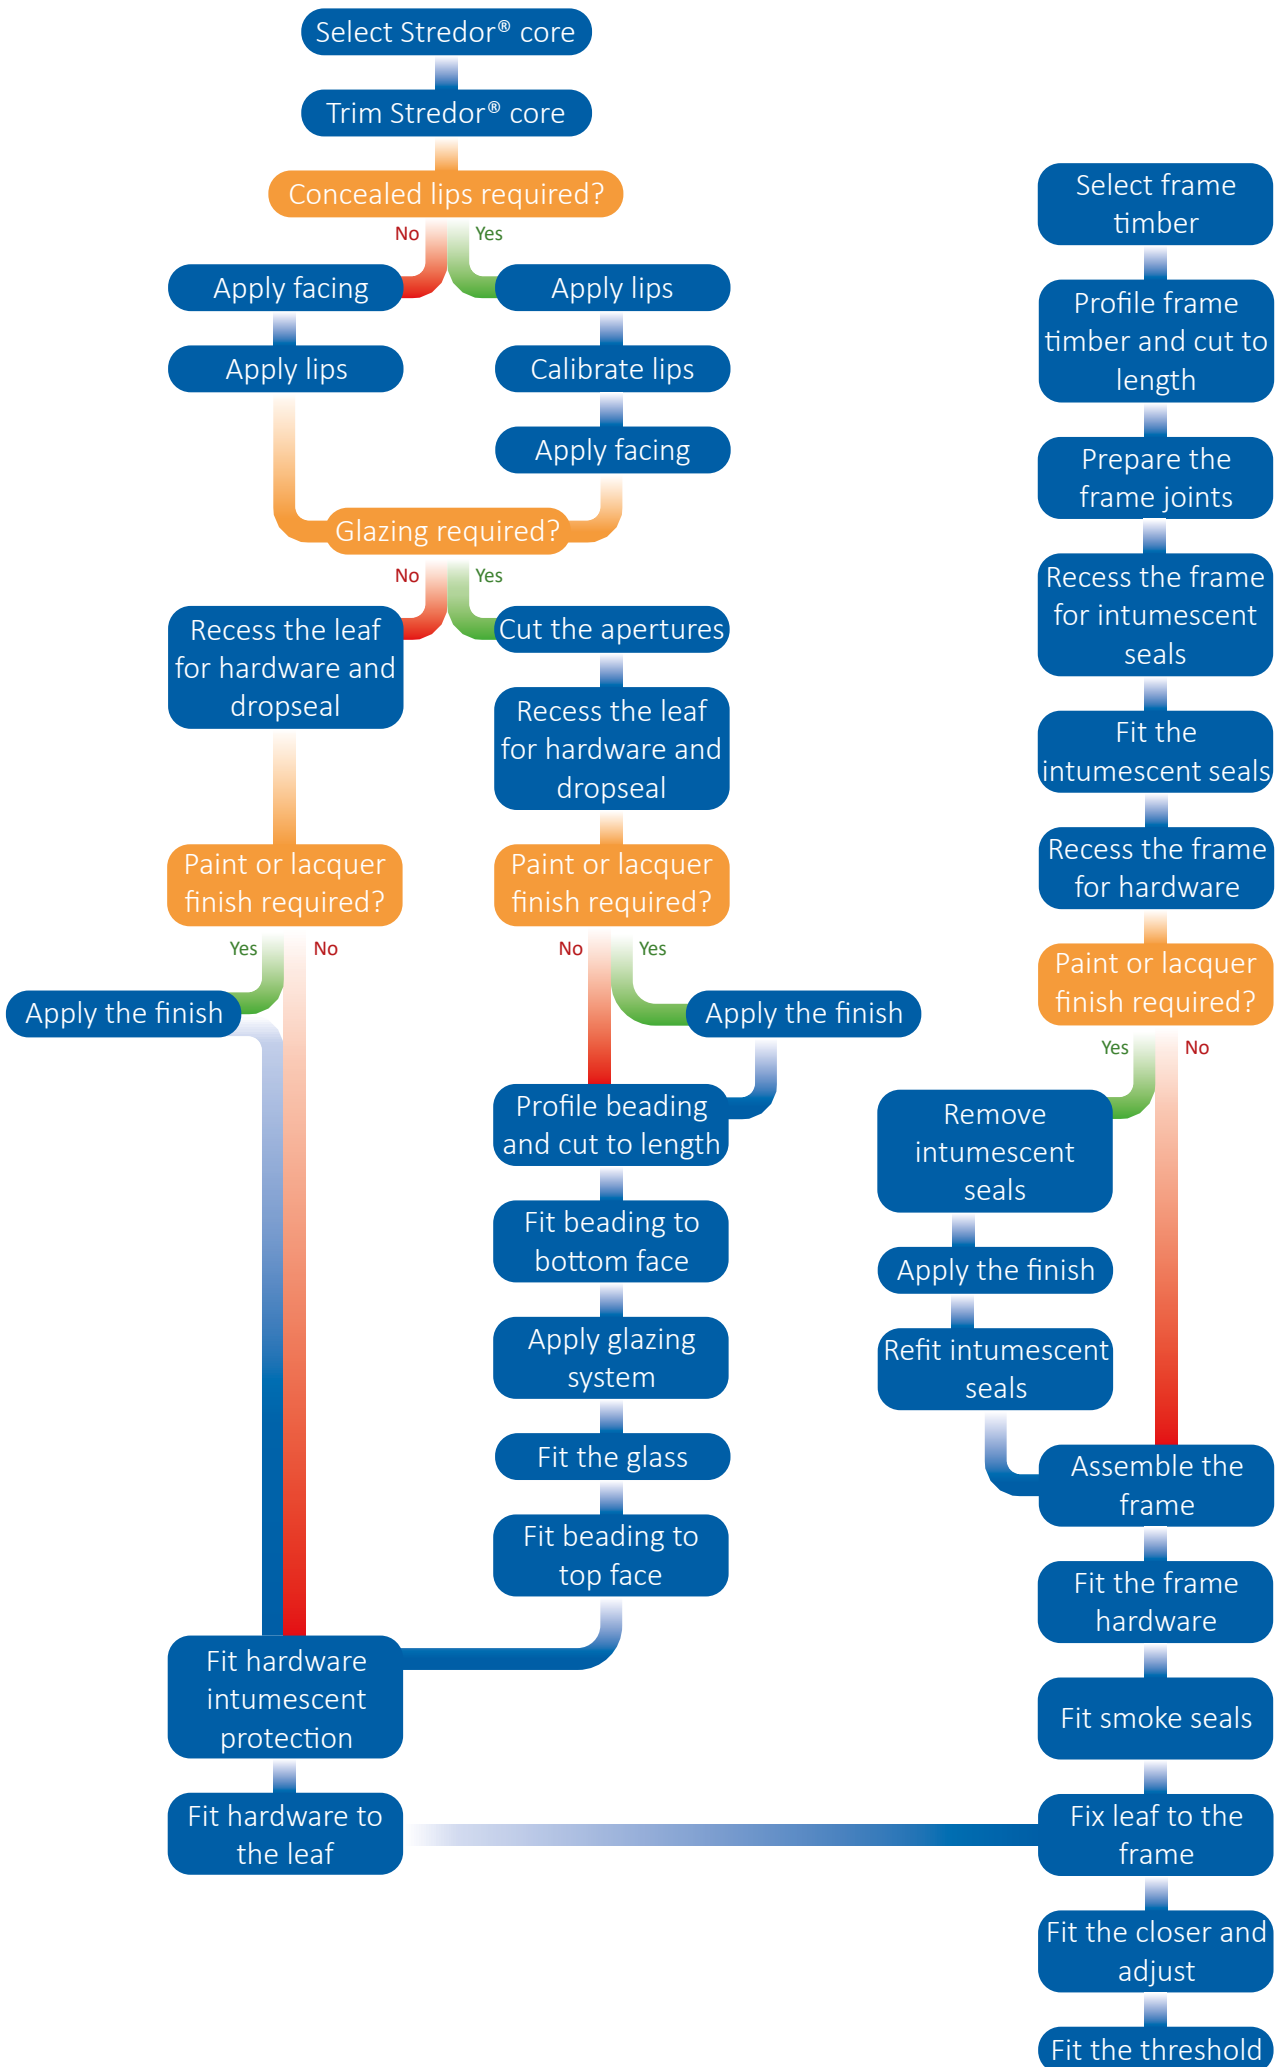 Select Stredor® core
Trim Stredor® core
Concealed lips required?
No
Yes
Apply facing
Apply lips
Apply lips
Calibrate lips
Apply facing
Glazing required?
No
Yes
Recess the leaf
for hardware and
dropseal
Cut the apertures
Recess the leaf
for hardware and
dropseal
Paint or lacquer
finish required?
Yes
No
Apply the finish
Paint or lacquer
finish required?
No
Yes
Apply the finish
Profile beading
and cut to length
Fit beading to
bottom face
Apply glazing
system
Fit the glass
Fit beading to
top face
Fit hardware
intumescent
protection
Fit hardware to
the leaf
Select frame
timber
Profile frame
timber and cut to
length
Prepare the
frame joints
Recess the frame
for intumescent
seals
Fit the
intumescent seals
Recess the frame
for hardware
Paint or lacquer
finish required?
Yes
No
Remove
intumescent
seals
Apply the finish
Refit intumescent
seals
Assemble the
frame
Fit the frame
hardware
Fit smoke seals
Fix leaf to the
frame
Fit the closer and
adjust
Fit the threshold